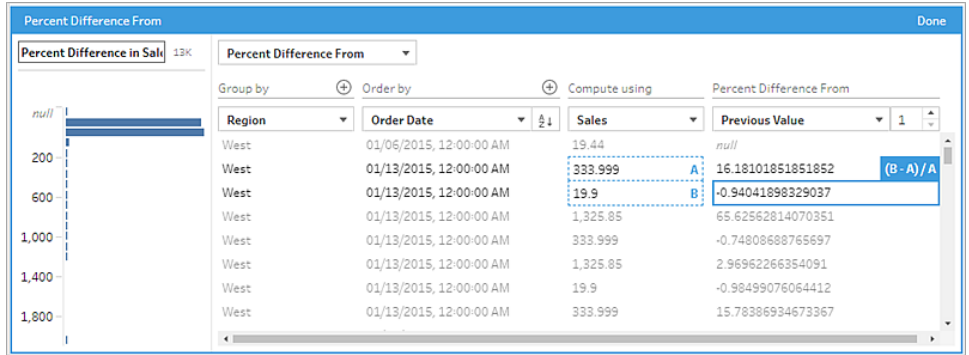 Percent Difference From Done
Percent Difference in Sale 13K
Percent Difference From
Group by Order by Compute using Percent Difference From
Region Order Date Sales Previous Value 1
null
200
600
1,000
1,400
1,800
West 01/06/2015, 12:00:00 AM 19.44 null
West 01/13/2015, 12:00:00 AM 333.999 A 16.18101851851852 (B - A) / A
West 01/13/2015, 12:00:00 AM 19.9 B -0.94041898329037
West 01/13/2015, 12:00:00 AM 1,325.85 65.62562814070351
West 01/13/2015, 12:00:00 AM 333.999 -0.74808688765697
West 01/13/2015, 12:00:00 AM 1,325.85 2.96962266354091
West 01/13/2015, 12:00:00 AM 19.9 -0.98499076064412
West 01/13/2015, 12:00:00 AM 333.999 15.78386934673367